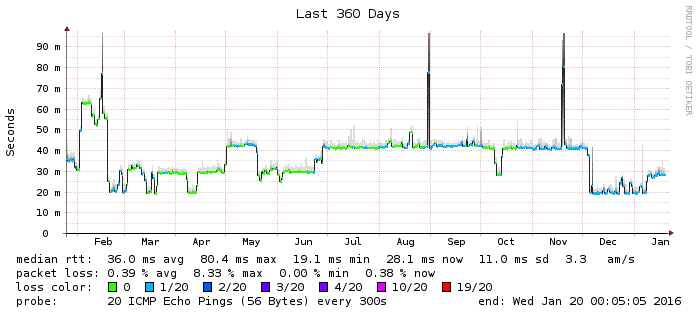 Last 360 Days
RRDTOOL / TOBI OETIKER
Seconds
90 m
80 m
70 m
60 m
50 m
40 m
30 m
20 m
10 m
0
Feb Mar Apr May Jun Jul Aug Sep Oct Nov Dec Jan
median rtt: 36.0 ms avg 80.4 ms max 19.1 ms min 28.1 ms now 11.0 ms sd 3.3 am/s
packet loss: 0.39 % avg 8.33 % max 0.00 % min 0.38 % now
loss color: 0 1/20 2/20 3/20 4/20 10/20 19/20
probe: 20 ICMP Echo Pings (56 Bytes) every 300s end: Wed Jan 20 00:05:05 2016